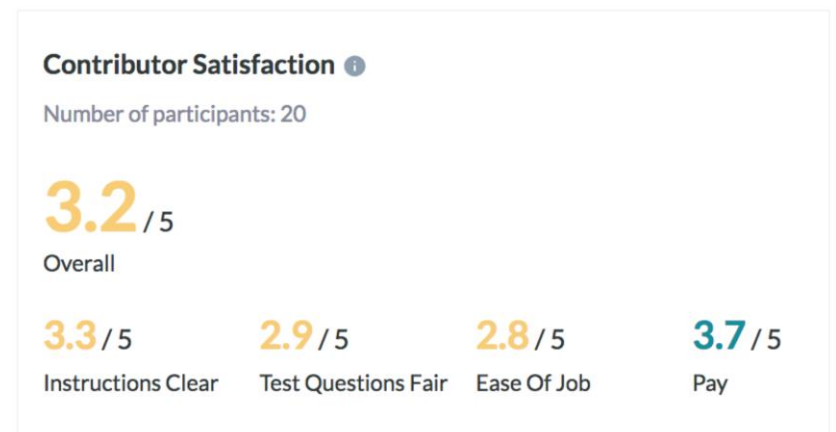 Contributor Satisfaction i
Number of participants: 20
3.2 / 5
Overall
3.3 / 5 2.9 / 5 2.8 / 5 3.7 / 5
Instructions Clear Test Questions Fair Ease Of Job Pay